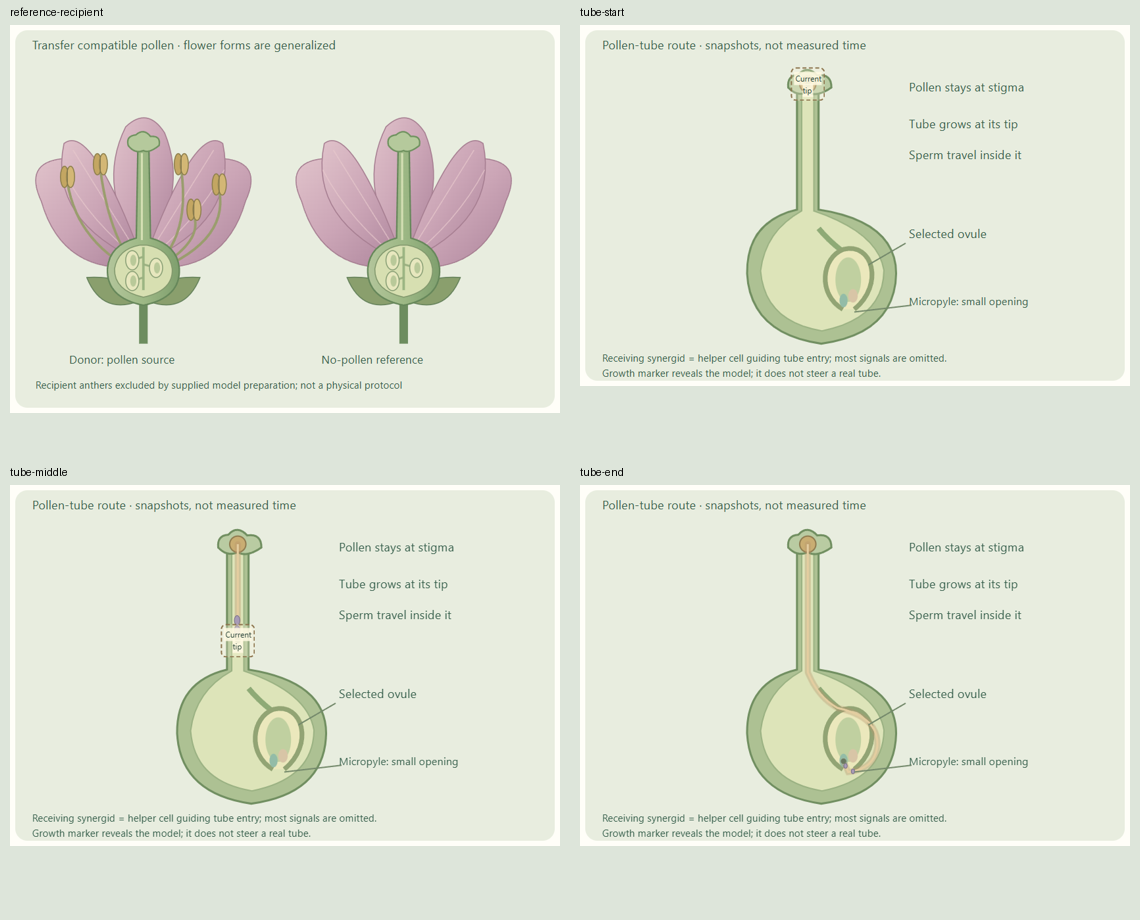 reference-recipient
Transfer compatible pollen · flower forms are generalized
Donor: pollen source
No-pollen reference
Recipient anthers excluded by supplied model preparation; not a physical protocol
tube-start
Pollen-tube route · snapshots, not measured time
Current
tip
Pollen stays at stigma
Tube grows at its tip
Sperm travel inside it
Selected ovule
Micropyle: small opening
Receiving synergid = helper cell guiding tube entry; most signals are omitted.
Growth marker reveals the model; it does not steer a real tube.
tube-middle
Pollen-tube route · snapshots, not measured time
Pollen stays at stigma
Tube grows at its tip
Sperm travel inside it
Current
tip
Selected ovule
Micropyle: small opening
Receiving synergid = helper cell guiding tube entry; most signals are omitted.
Growth marker reveals the model; it does not steer a real tube.
tube-end
Pollen-tube route · snapshots, not measured time
Pollen stays at stigma
Tube grows at its tip
Sperm travel inside it
Selected ovule
Micropyle: small opening
Receiving synergid = helper cell guiding tube entry; most signals are omitted.
Growth marker reveals the model; it does not steer a real tube.